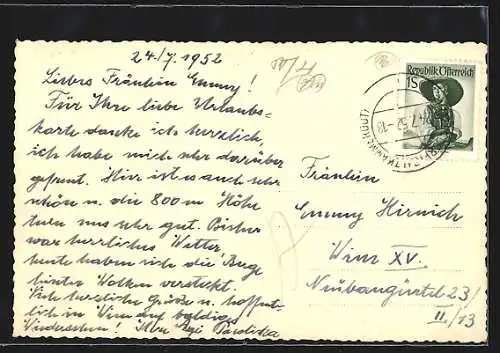 24/7. 1952
Liebes Fräulein Emmy!
Für Ihre liebe Urlaubs-
karte danke ich herzlich,
ich habe mich sehr darüber
gefreut. Hier ist es auch sehr
schön u. die 800 m Höhe
tuen uns sehr gut. Bisher
war herrliches Wetter
heute haben sich die Berge
hinter Wolken versteckt.
Viele herzliche Grüße u. hoffent-
lich in Wien auf baldiges
Wiedersehen! Ihre
Republik Österreich
1S
Fräulein
Emmy
Wien XV.
Neubaugürtel 23/
II/13